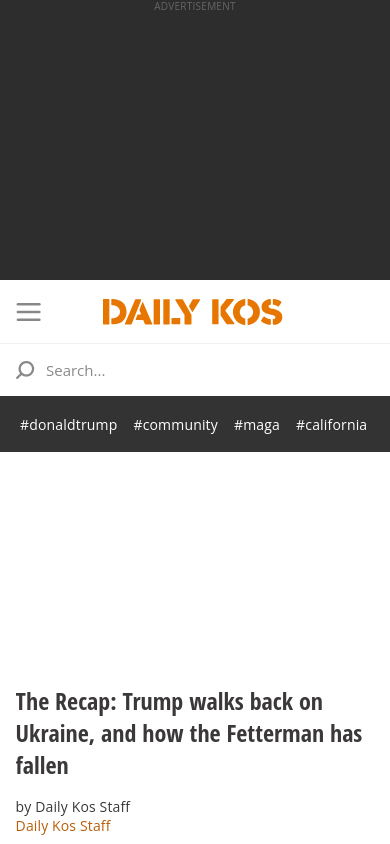 ADVERTISEMENT
DAILY KOS
Search...
#donaldtrump #community #maga #california
The Recap: Trump walks back on
Ukraine, and how the Fetterman has
fallen
by Daily Kos Staff
Daily Kos Staff